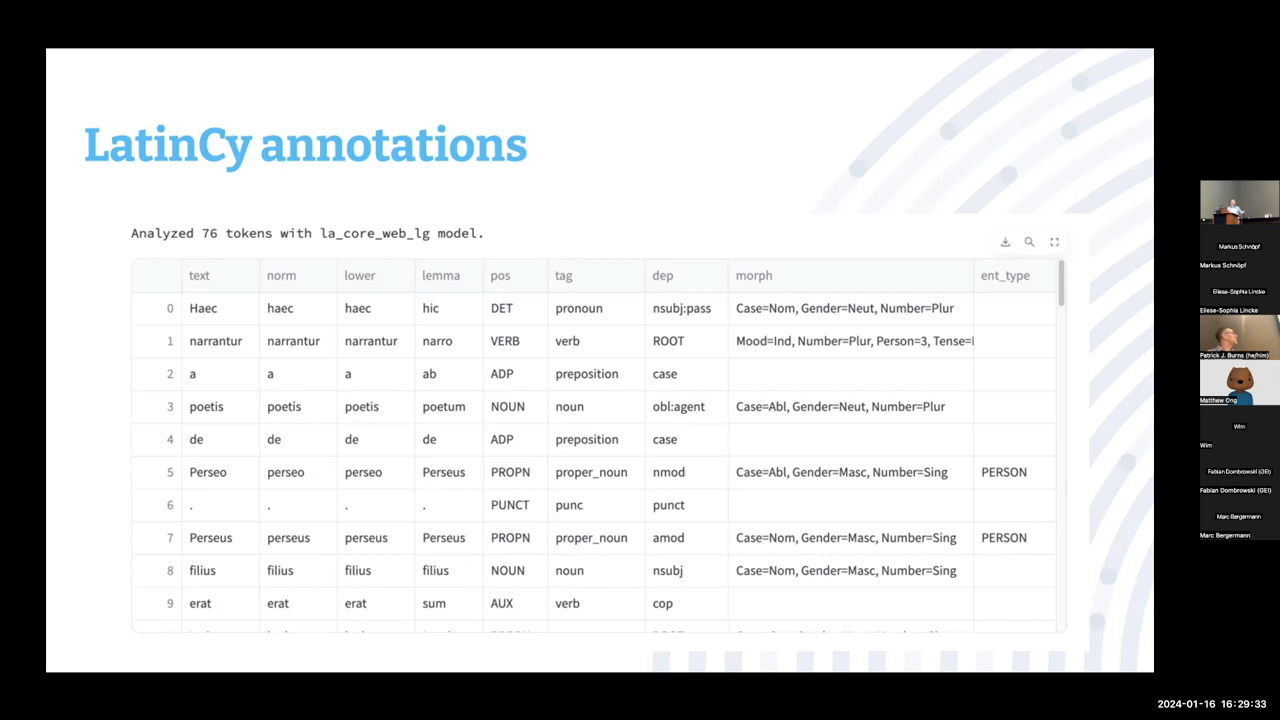 LatinCy annotations
Analyzed 76 tokens with la_core_web_lg model.
text norm lower lemma pos tag dep morph ent_type
0 Haec haec haec hic DET pronoun nsubj:pass Case=Nom, Gender=Neut, Number=Plur
1 narrantur narrantur narrantur narro VERB verb ROOT Mood=Ind, Number=Plur, Person=3, Tense=
2 a a a ab ADP preposition case
3 poetis poetis poetis poetum NOUN noun obl:agent Case=Abl, Gender=Neut, Number=Plur
4 de de de de ADP preposition case
5 Perseo perseo perseo Perseus PROPN proper_noun nmod Case=Abl, Gender=Masc, Number=Sing PERSON
6 . . . . PUNCT punc punct
7 Perseus perseus perseus Perseus PROPN proper_noun amod Case=Nom, Gender=Masc, Number=Sing PERSON
8 filius filius filius filius NOUN noun nsubj Case=Nom, Gender=Masc, Number=Sing
9 erat erat erat sum AUX verb cop
Markus Schnöpf
Markus Schnöpf
Eliese-Sophia Lincke
Eliese-Sophia Lincke
Patrick J. Burns (he/him)
Matthew Ong
Wim
Wim
Fabian Dombrowski (GEI)
Fabian Dombrowski (GEI)
Marc Bergermann
Marc Bergermann
2024-01-16 16:29:33